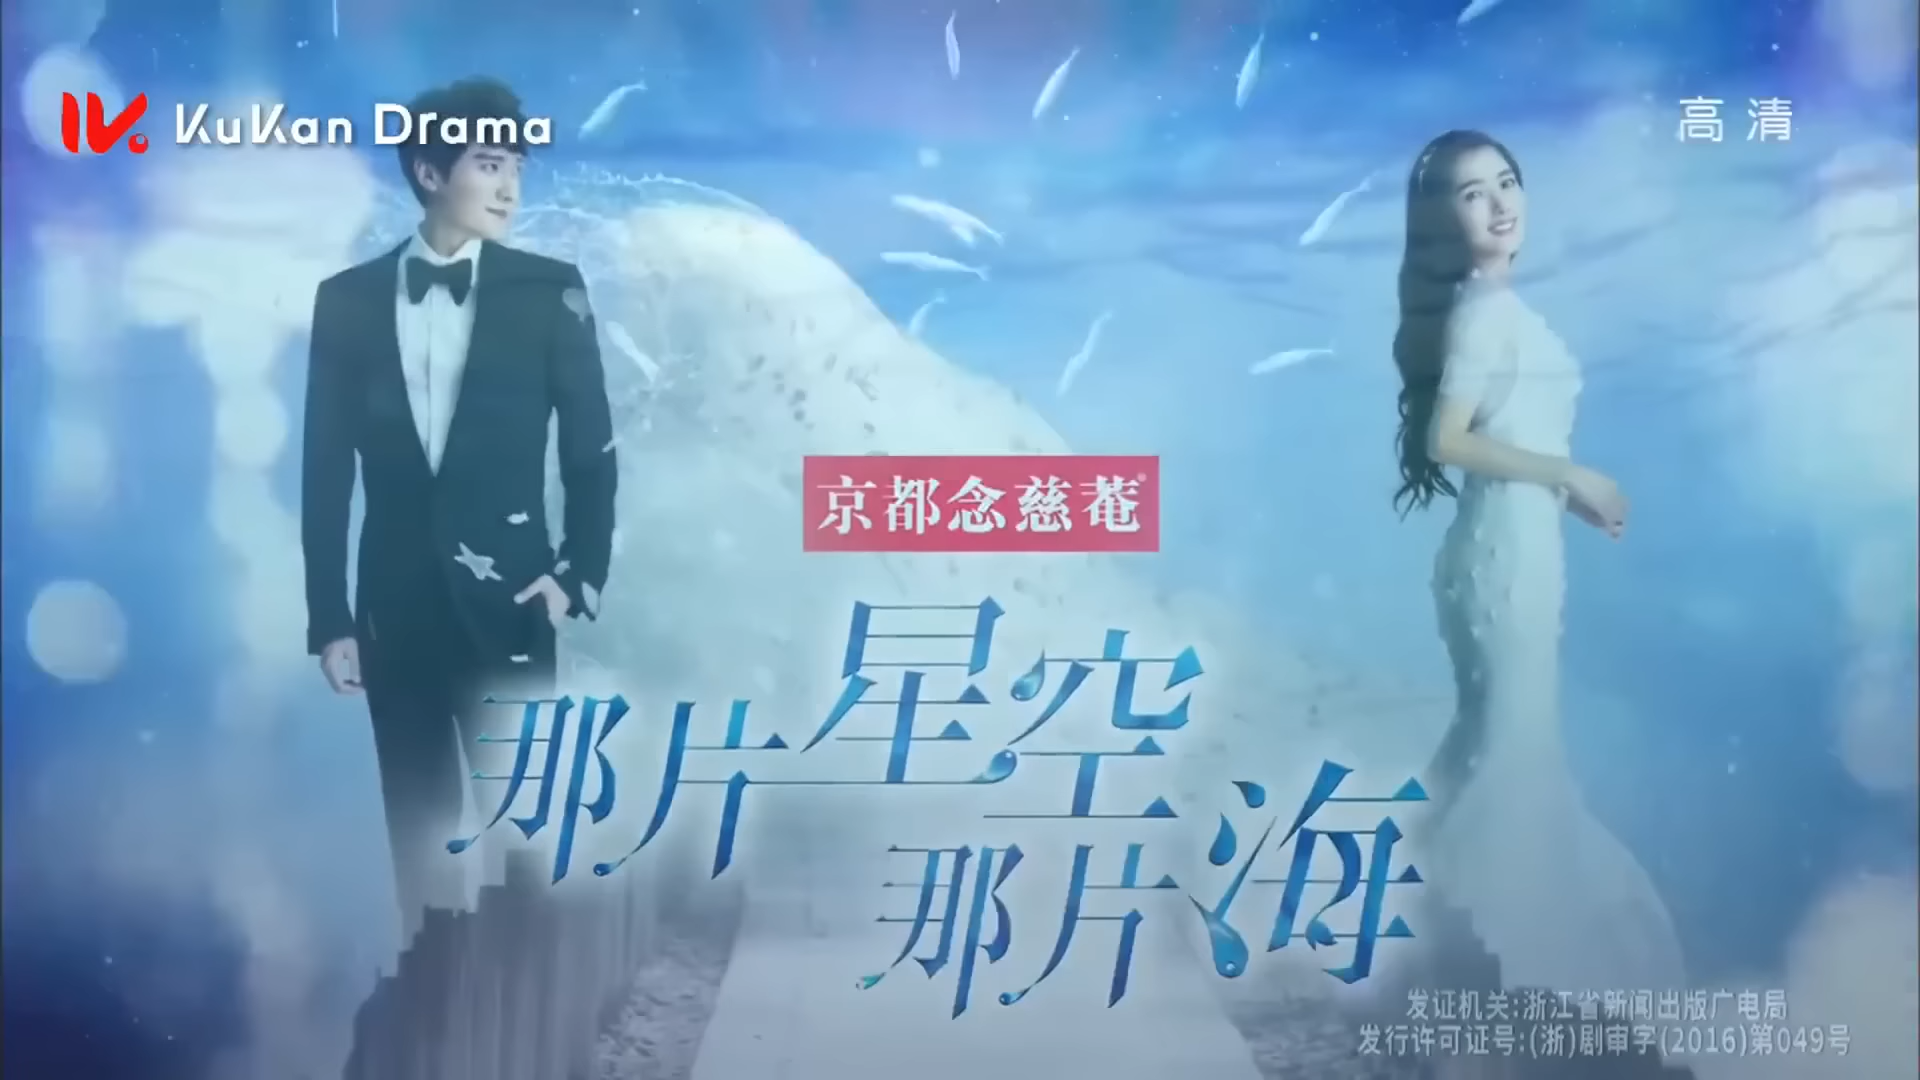 KuKan Drama
高清
京都念慈菴®
那片星空
那片海
发证机关:浙江省新闻出版广电局
发行许可证号:(浙)剧审字(2016)第049号